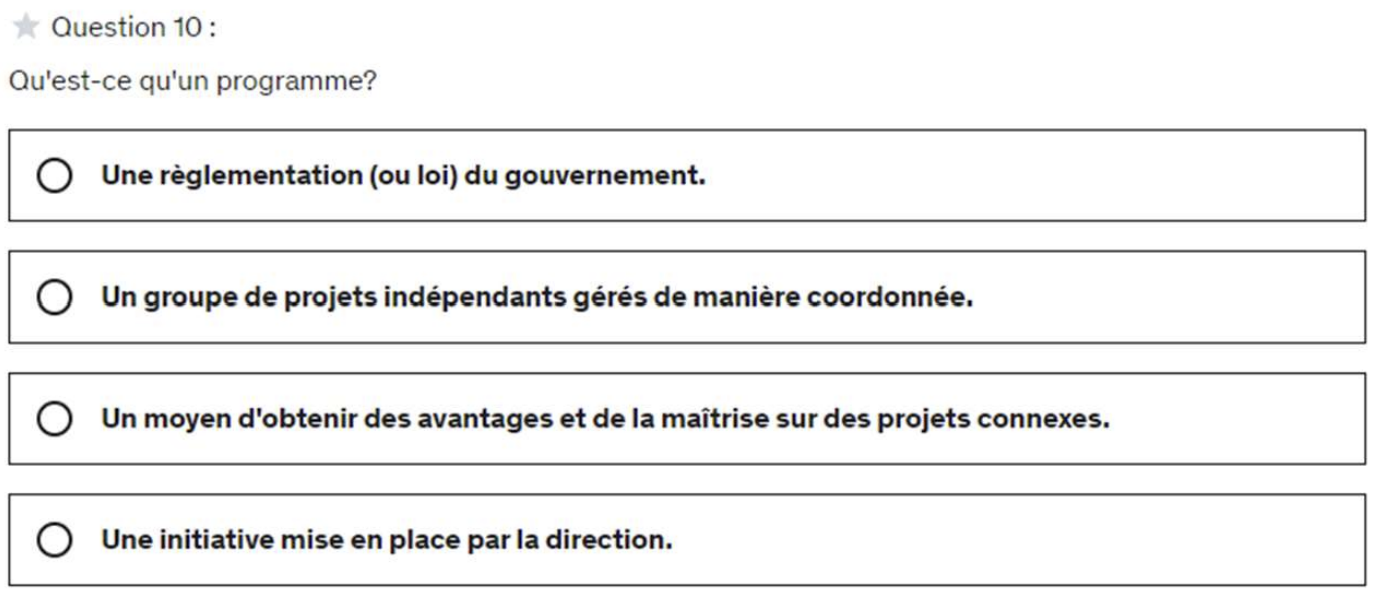 Question 10 :
Qu'est-ce qu'un programme?
Une règlementation (ou loi) du gouvernement.
Un groupe de projets indépendants gérés de manière coordonnée.
Un moyen d'obtenir des avantages et de la maîtrise sur des projets connexes.
Une initiative mise en place par la direction.